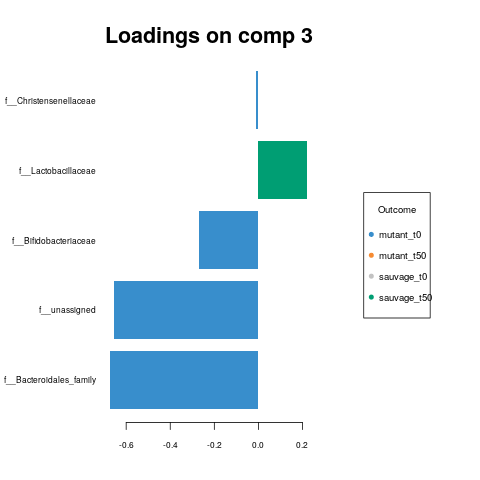 Loadings on comp 3
f__Christensenellaceae
f__Lactobacillaceae
f__Bifidobacteriaceae
f__unassigned
f__Bacteroidales_family
-0.6 -0.4 -0.2 0.0 0.2
Outcome
mutant_t0
mutant_t50
sauvage_t0
sauvage_t50